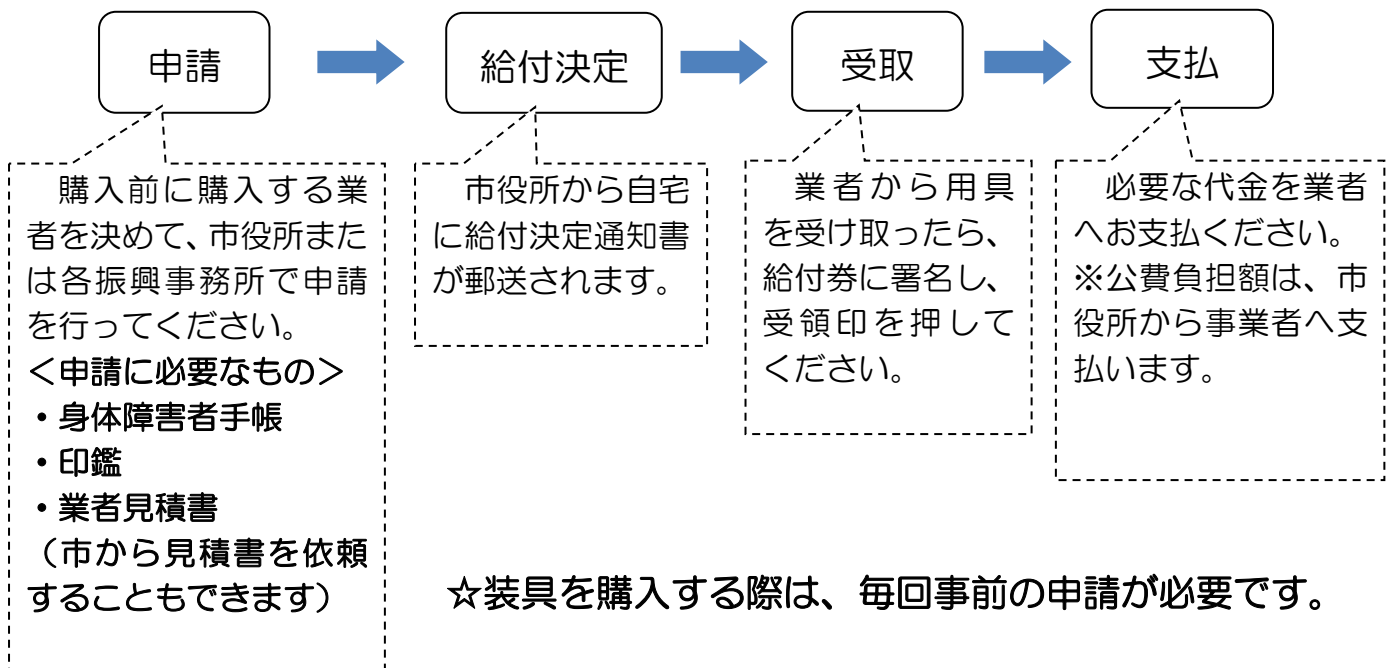 申請
給付決定
受取
支払
購入前に購入する業
者を決めて、市役所また
は各振興事務所で申請
を行ってください。
<申請に必要なもの>
・身体障害者手帳
・印鑑
・業者見積書
(市から見積書を依頼
することもできます)
市役所から自宅
に給付決定通知書
が郵送されます。
業者から用具
を受け取ったら、
給付券に署名し、
受領印を押して
ください。
必要な代金を業者
へお支払ください。
※公費負担額は、市
役所から事業者へ支
払います。
☆装具を購入する際は、毎回事前の申請が必要です。